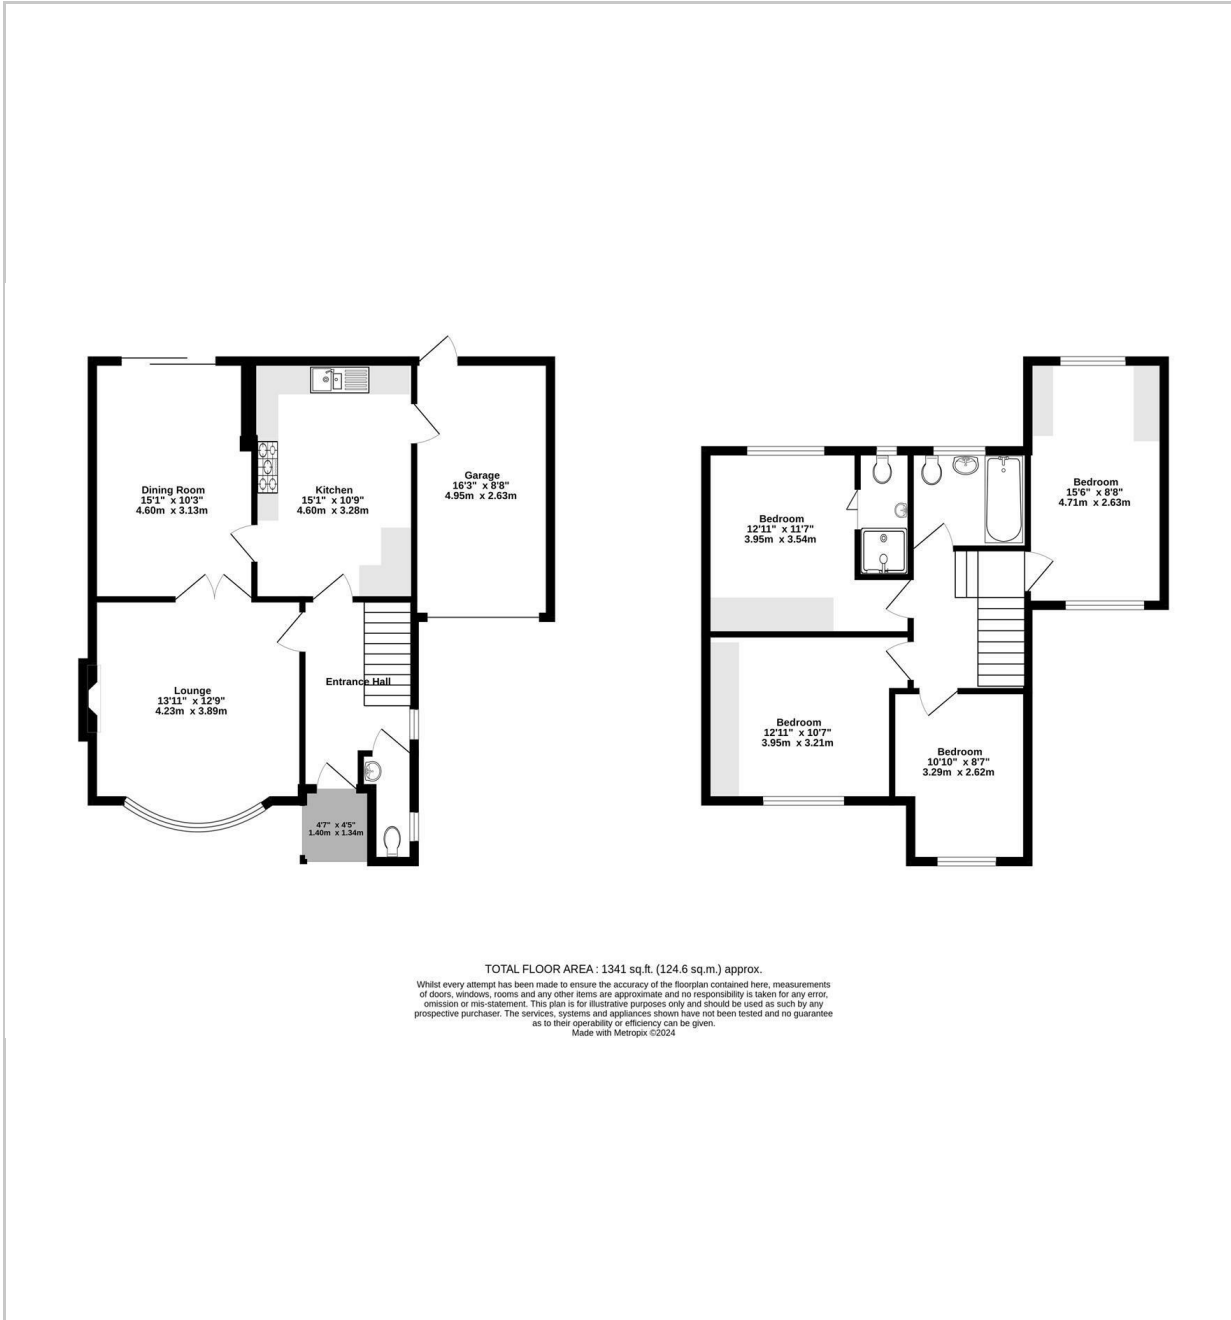 Dining Room
15'1" x 10'3"
4.60m x 3.13m
Kitchen
15'1" x 10'9"
4.60m x 3.28m
Garage
16'3" x 8'8"
4.95m x 2.63m
Lounge
13'11" x 12'9"
4.23m x 3.89m
Entrance Hall
4'7" x 4'5"
1.40m x 1.34m
Bedroom
12'11" x 11'7"
3.95m x 3.54m
Bedroom
15'6" x 8'8"
4.71m x 2.63m
Bedroom
12'11" x 10'7"
3.95m x 3.21m
Bedroom
10'10" x 8'7"
3.29m x 2.62m
TOTAL FLOOR AREA : 1341 sq.ft. (124.6 sq.m.) approx.
Whilst every attempt has been made to ensure the accuracy of the floorplan contained here, measurements
of doors, windows, rooms and any other items are approximate and no responsibility is taken for any error,
omission or mis-statement. This plan is for illustrative purposes only and should be used as such by any
prospective purchaser. The services, systems and appliances shown have not been tested and no guarantee
as to their operability or efficiency can be given.
Made with Metropix ©2024